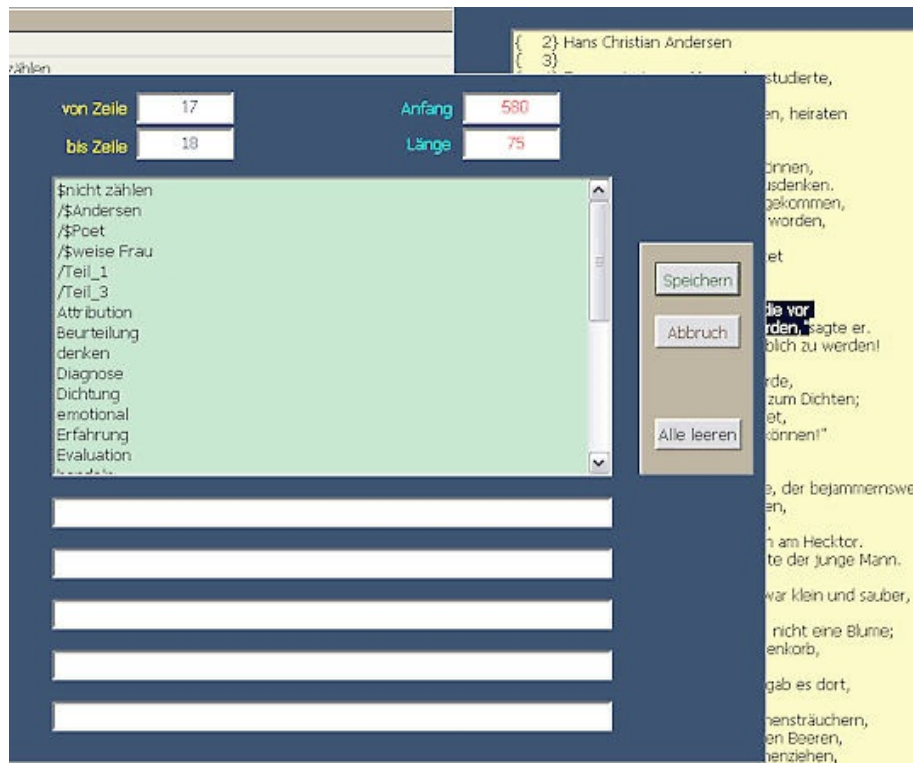 zählen
{ 2} Hans Christian Andersen
{ 3}
studierte,
en, heiraten
önnen,
usdenken.
gekommen,
worden,
et
die vor
rden,"sagte er.
blich zu werden!
rde,
zum Dichten;
et,
können!"
e, der bejammernswe
en,
n am Hecktor.
te der junge Mann.
war klein und sauber,
nicht eine Blume;
enkorb,
gab es dort,
hensträuchern,
en Beeren,
nenziehen,
von Zeile 17
Anfang 580
bis Zeile 18
Länge 75
$nicht zählen
/$Andersen
/$Poet
/$weise Frau
/Teil_1
/Teil_3
Attribution
Beurteilung
denken
Diagnose
Dichtung
emotional
Erfahrung
Evaluation
Speichern
Abbruch
Alle leeren